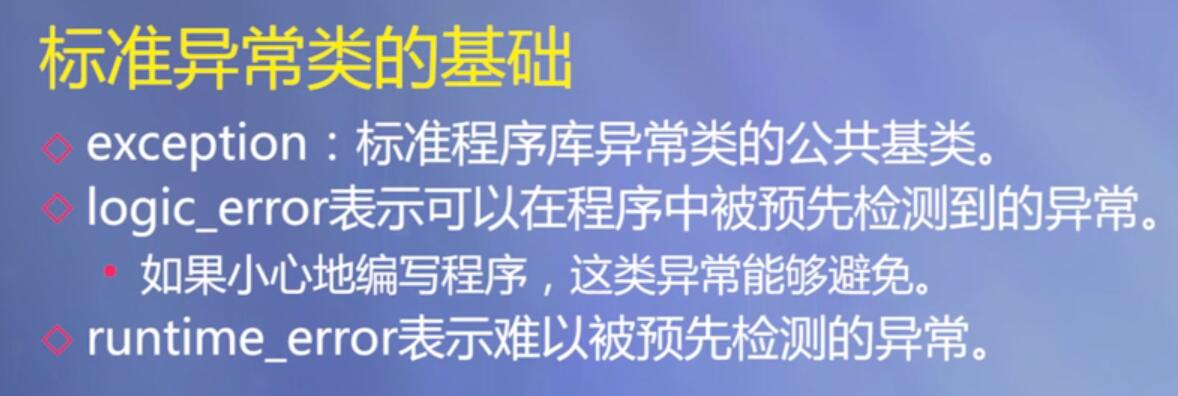 标准异常类的基础
exception：标准程序库异常类的公共基类。
logic_error表示可以在程序中被预先检测到的异常。
如果小心地编写程序，这类异常能够避免。
runtime_error表示难以被预先检测的异常。